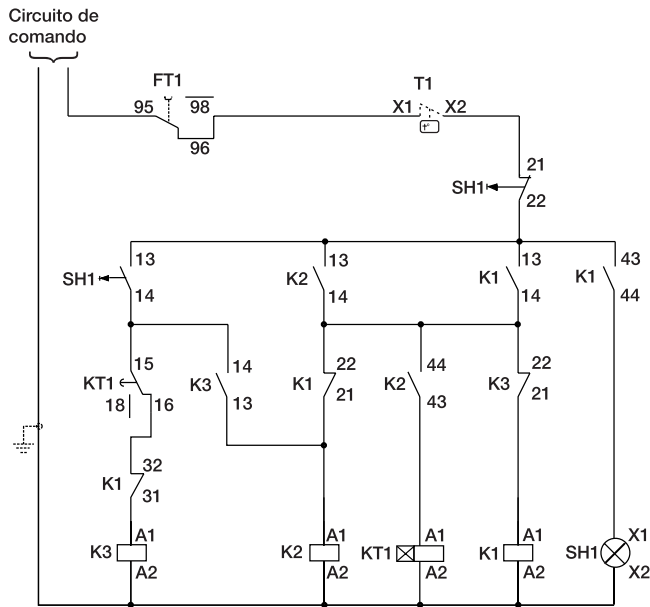 Circuito de
comando
FT1
T1
95
98
X1
X2
t°
96
21
SH1
22
13
13
13
43
SH1
K2
K1
K1
14
14
14
44
15
14
22
44
22
KT1
K3
K1
K2
K3
18
16
13
21
43
21
32
K1
31
A1
A1
A1
A1
X1
K3
K2
KT1
K1
SH1
A2
A2
A2
A2
X2